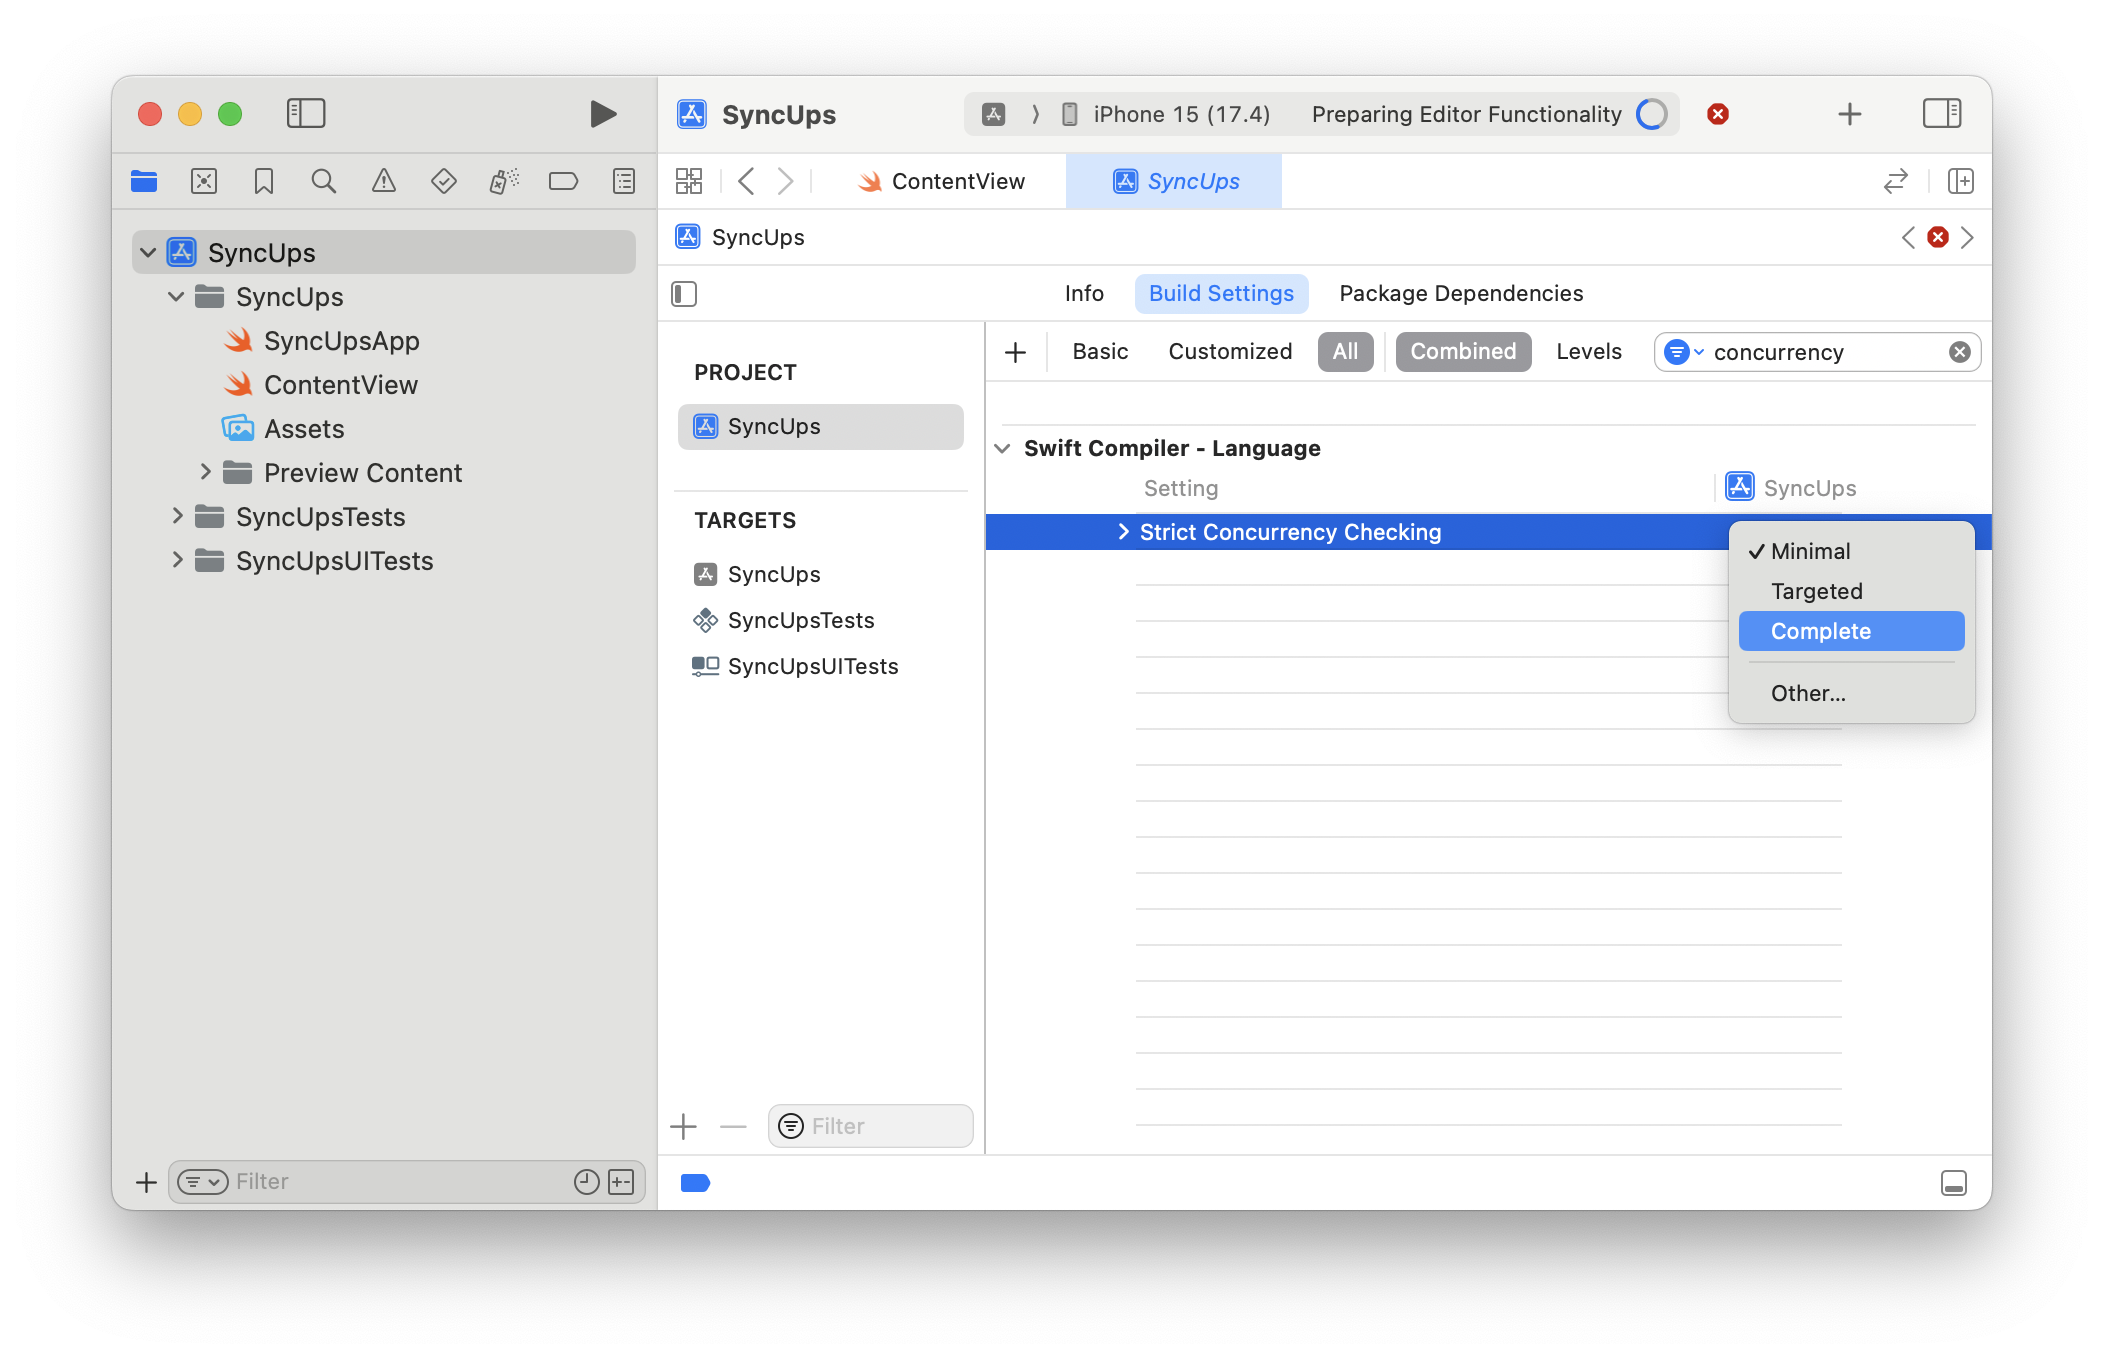 SyncUps
iPhone 15 (17.4)
Preparing Editor Functionality
ContentView
SyncUps
SyncUps
Info
Build Settings
Package Dependencies
SyncUps
SyncUps
SyncUpsApp
ContentView
Assets
Preview Content
SyncUpsTests
SyncUpsUITests
Filter
PROJECT
SyncUps
TARGETS
SyncUps
SyncUpsTests
SyncUpsUITests
Filter
Basic
Customized
All
Combined
Levels
concurrency
Swift Compiler - Language
Setting
SyncUps
Strict Concurrency Checking
✓ Minimal
Targeted
Complete
Other...